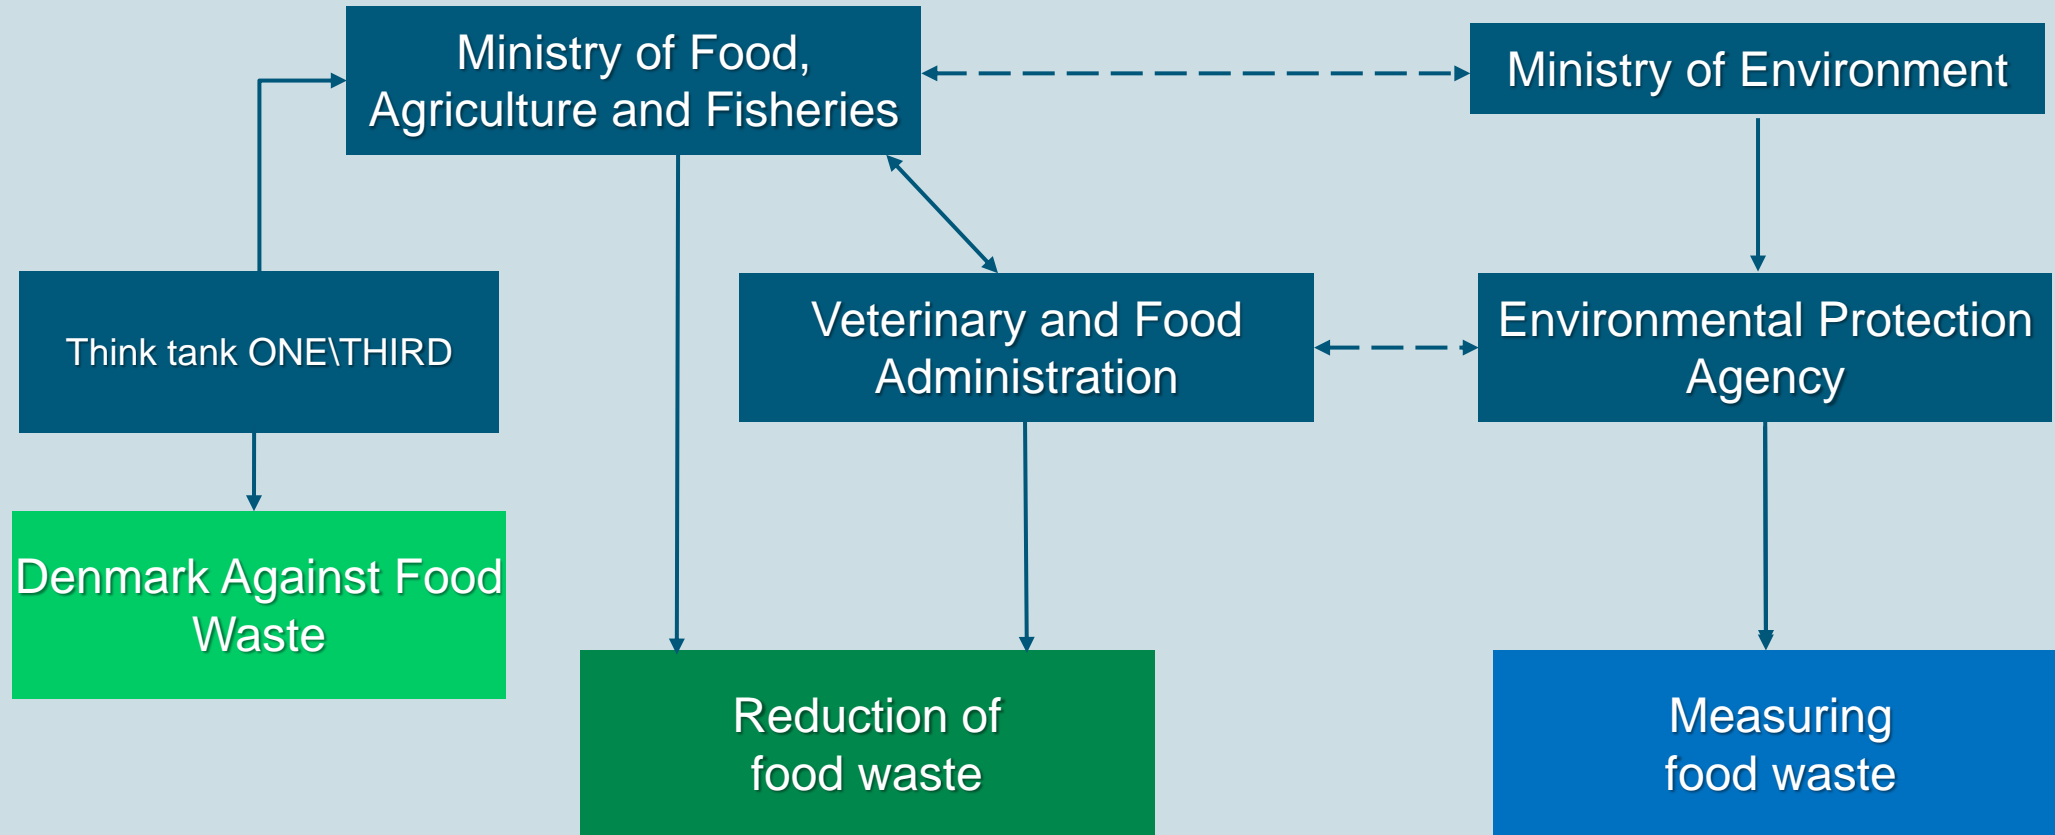 Ministry of Food,
Agriculture and Fisheries
Ministry of Environment
Think tank ONE\THIRD
Veterinary and Food
Administration
Environmental Protection
Agency
Denmark Against Food
Waste
Reduction of
food waste
Measuring
food waste